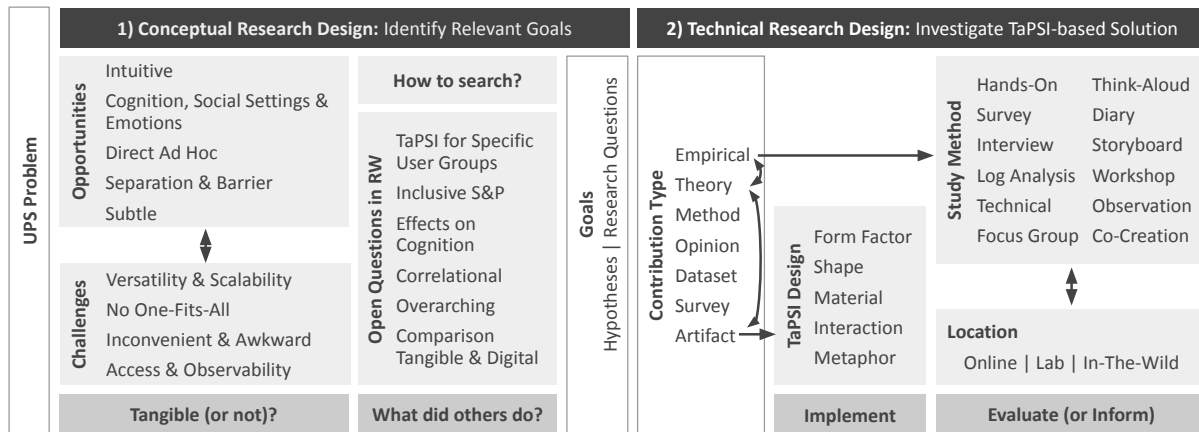 1) Conceptual Research Design: Identify Relevant Goals
2) Technical Research Design: Investigate TaPSI-based Solution
UPS Problem
Opportunities
Intuitive
Cognition, Social Settings &
Emotions
Direct Ad Hoc
Separation & Barrier
Subtle
Challenges
Versatility & Scalability
No One-Fits-All
Inconvenient & Awkward
Access & Observability
Tangible (or not)?
How to search?
Open Questions in RW
TaPSI for Specific
User Groups
Inclusive S&P
Effects on
Cognition
Correlational
Overarching
Comparison
Tangible & Digital
What did others do?
Goals
Hypotheses | Research Questions
Contribution Type
Empirical
Theory
Method
Opinion
Dataset
Survey
Artifact
TaPSI Design
Form Factor
Shape
Material
Interaction
Metaphor
Implement
Study Method
Hands-On
Survey
Interview
Log Analysis
Technical
Focus Group
Think-Aloud
Diary
Storyboard
Workshop
Observation
Co-Creation
Location
Online | Lab | In-The-Wild
Evaluate (or Inform)